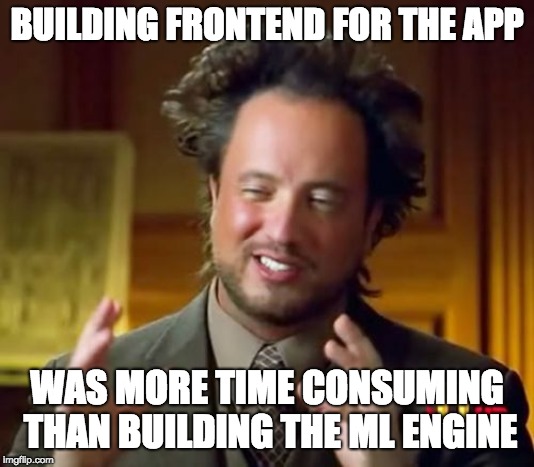 BUILDING FRONTEND FOR THE APP
WAS MORE TIME CONSUMING
THAN BUILDING THE ML ENGINE
imgflip.com